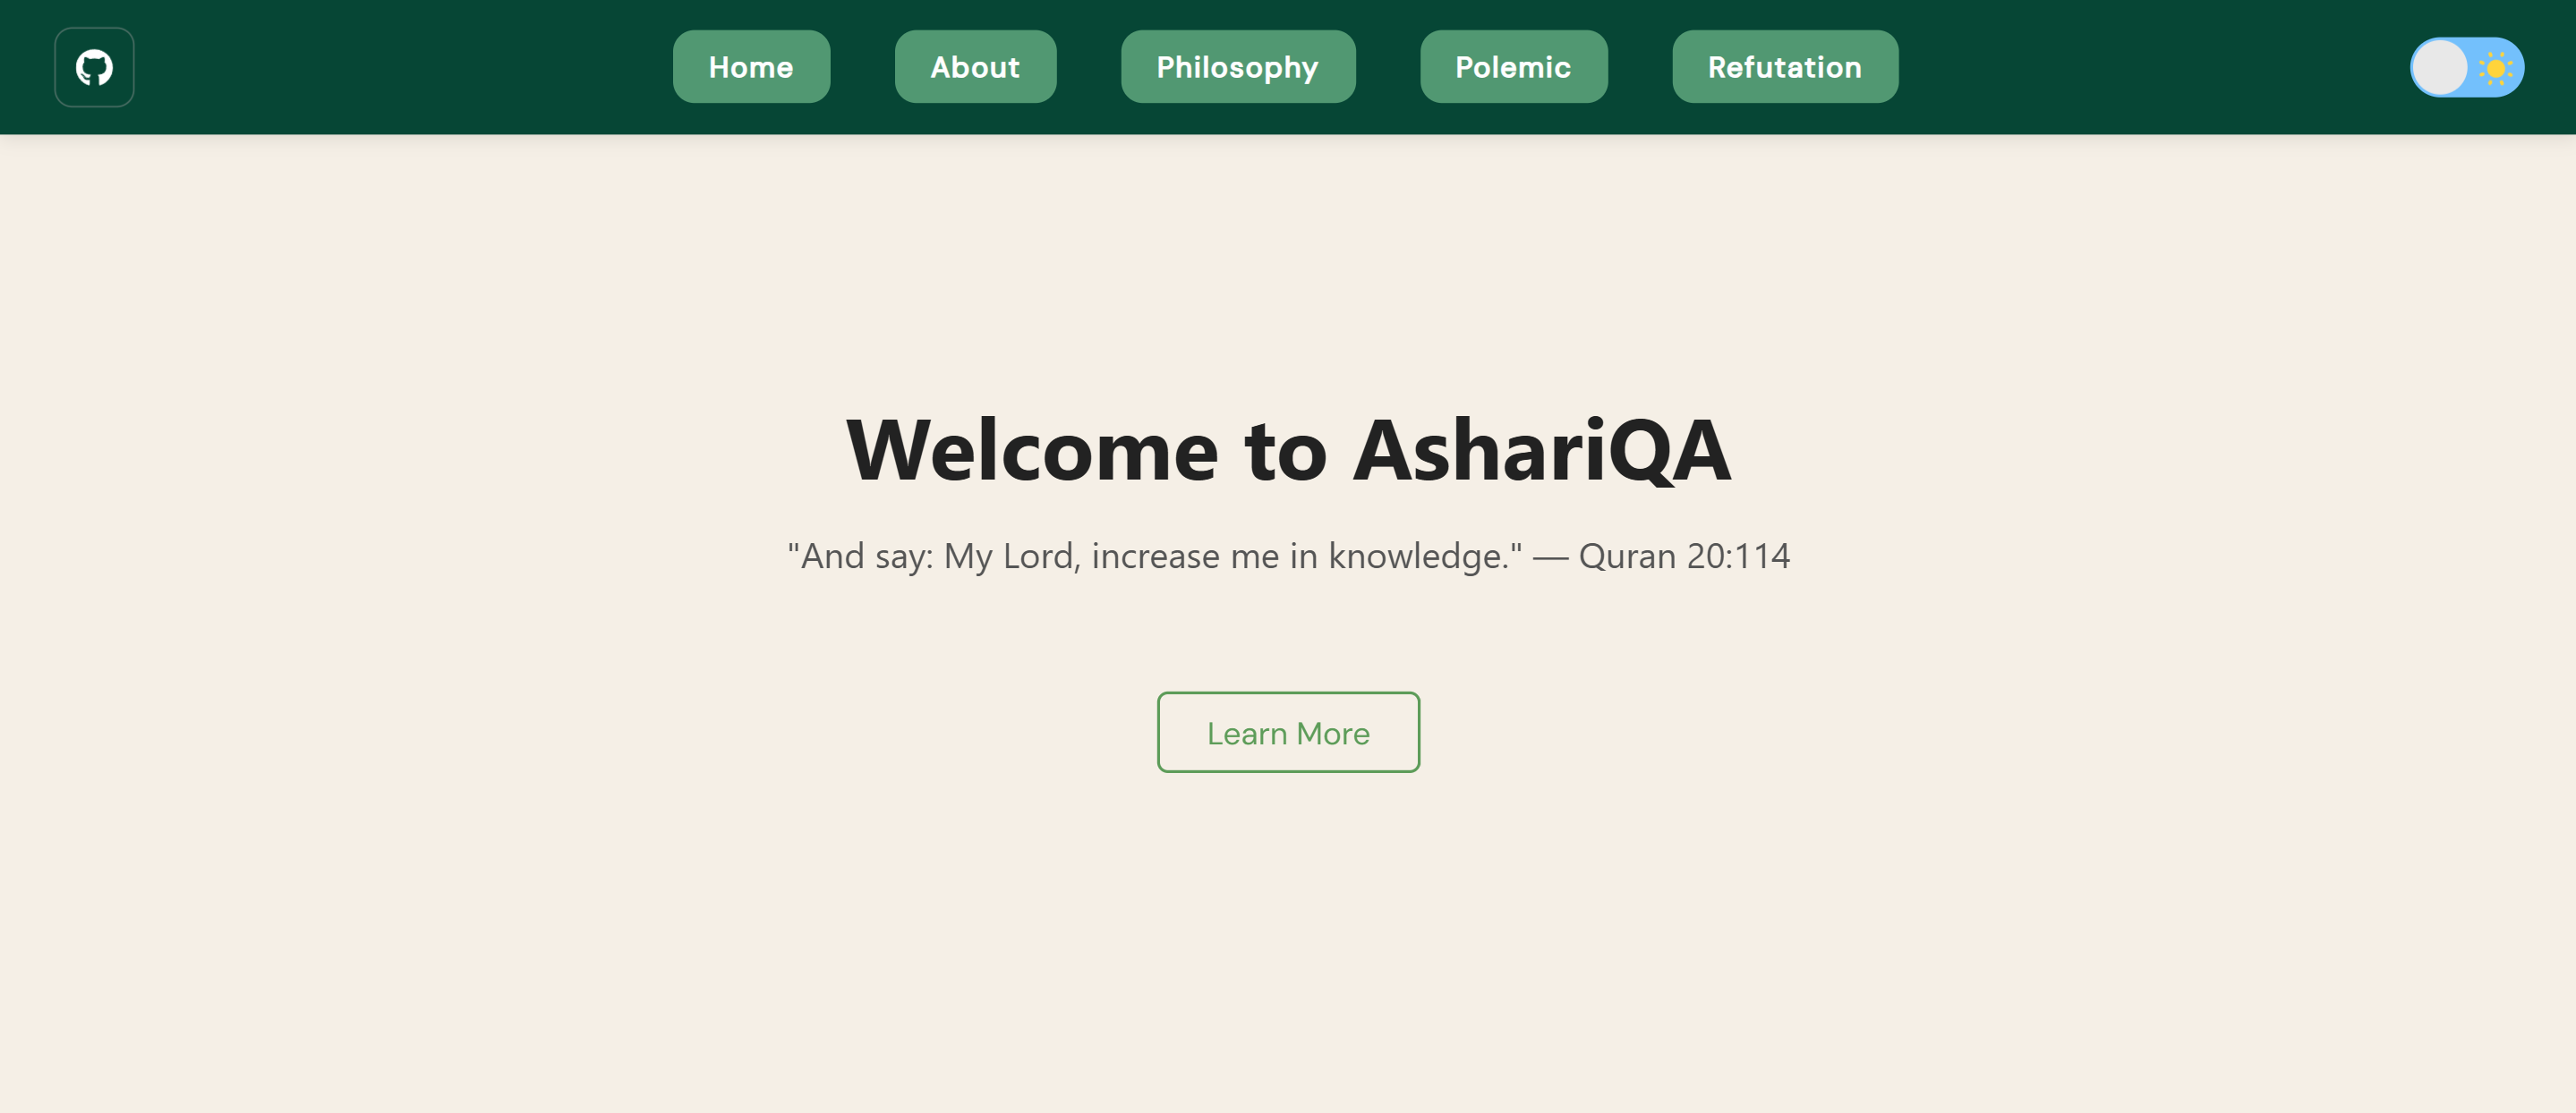 Home About Philosophy Polemic Refutation
Welcome to AshariQA
"And say: My Lord, increase me in knowledge." — Quran 20:114
Learn More